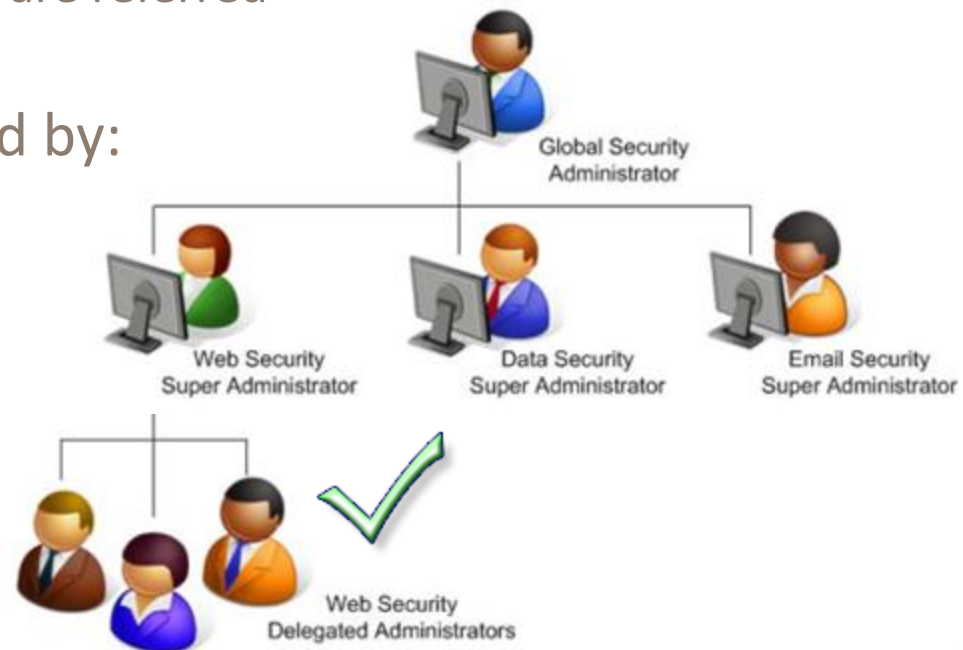 d by:
Global Security
Administrator
Web Security
Super Administrator
Data Security
Super Administrator
Email Security
Super Administrator
Web Security
Delegated Administrators